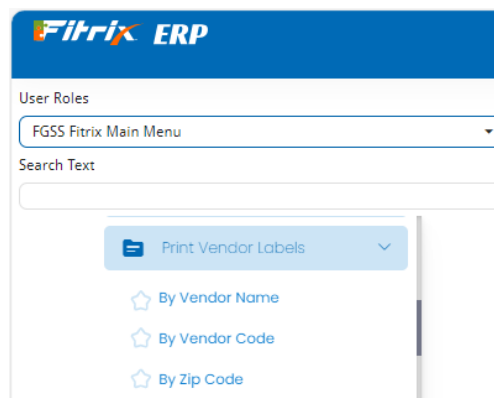 Fitrix ERP
User Roles
FGSS Fitrix Main Menu
Search Text
Print Vendor Labels
By Vendor Name
By Vendor Code
By Zip Code